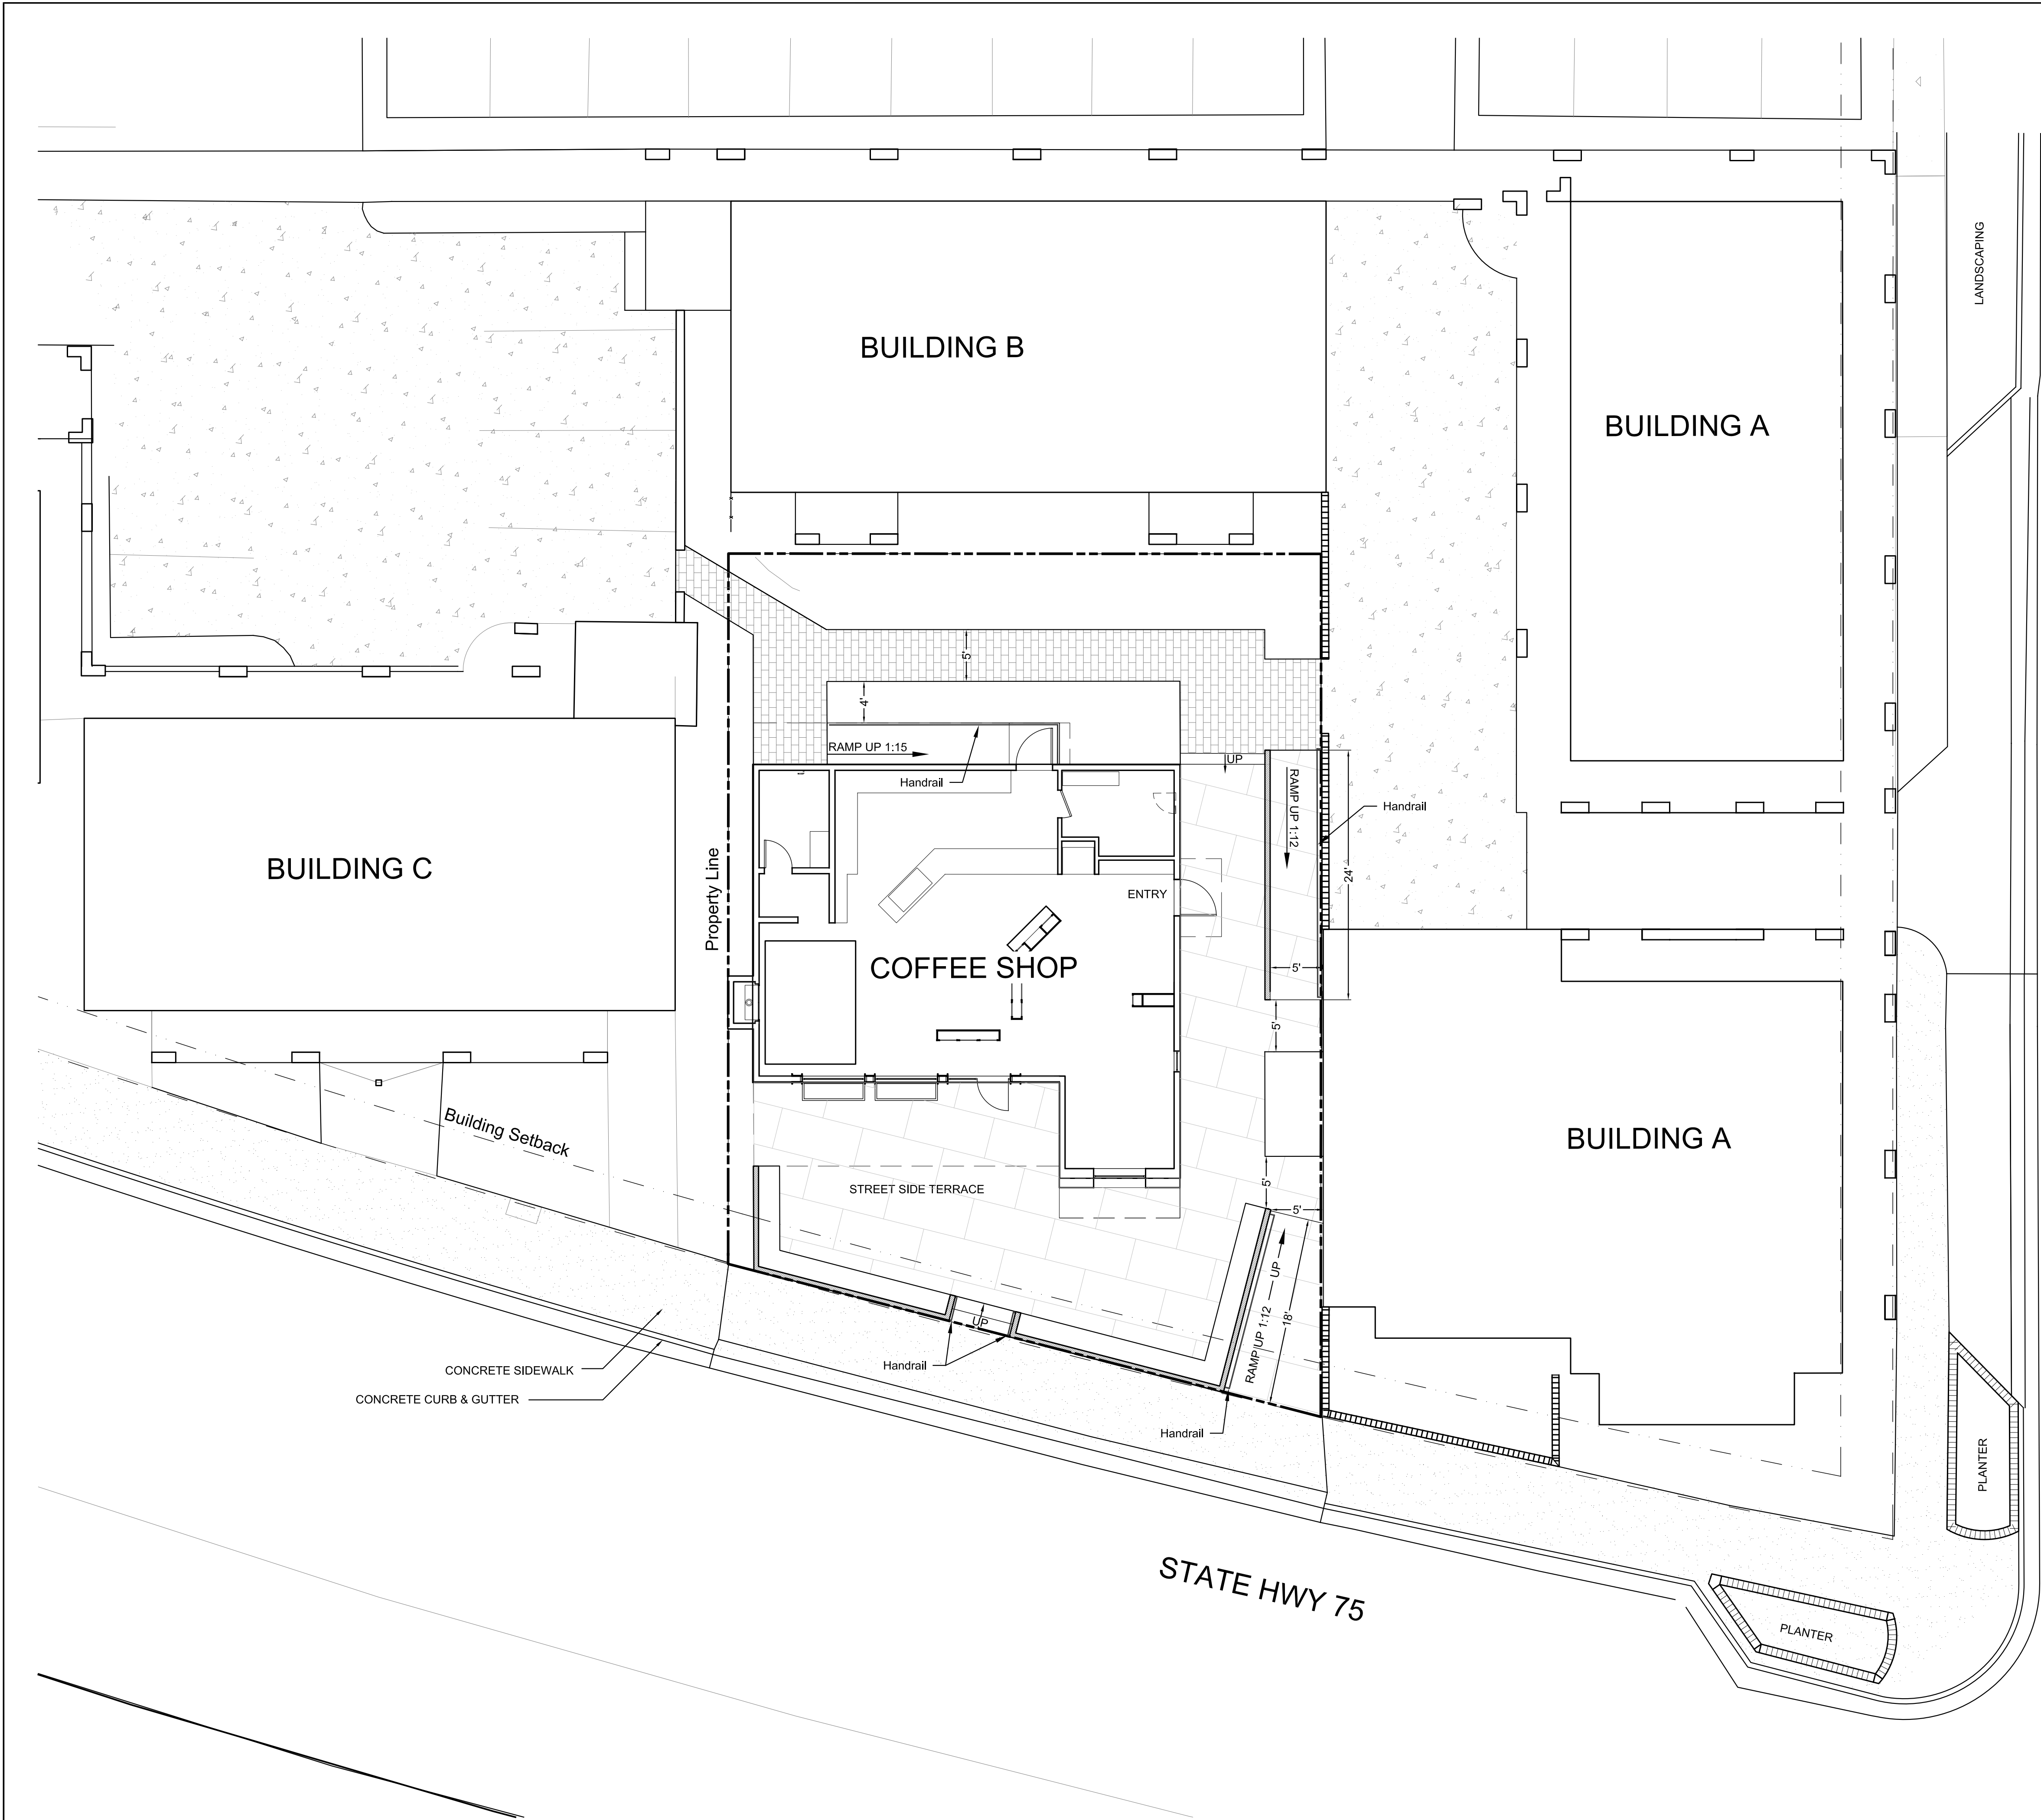 LANDSCAPING
BUILDING B
BUILDING A
5'
4'
RAMP UP 1:15
Handrail
UP
RAMP UP 1:12
Handrail
24'
BUILDING C
Property Line
ENTRY
COFFEE SHOP
5'
5'
Building Setback
BUILDING A
STREET SIDE TERRACE
5'
5'
RAMP UP 1:12
UP
18'
UP
Handrail
CONCRETE SIDEWALK
CONCRETE CURB & GUTTER
Handrail
PLANTER
STATE HWY 75
PLANTER